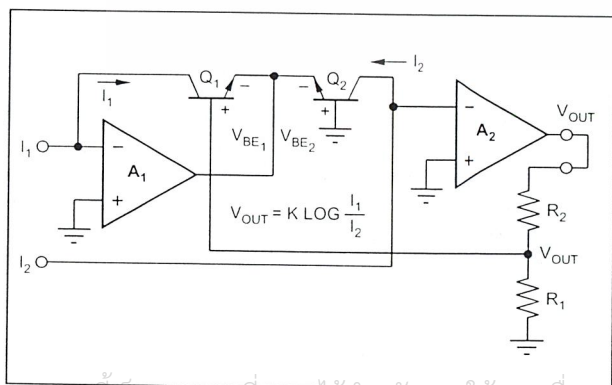 Q₁
Q₂
I₂
I₁
V_OUT
I₁
−
+
A₁
−
+
V_BE₁
V_BE₂
−
+
−
+
A₂
V_OUT = K LOG I₁/I₂
R₂
I₂
V_OUT
R₁